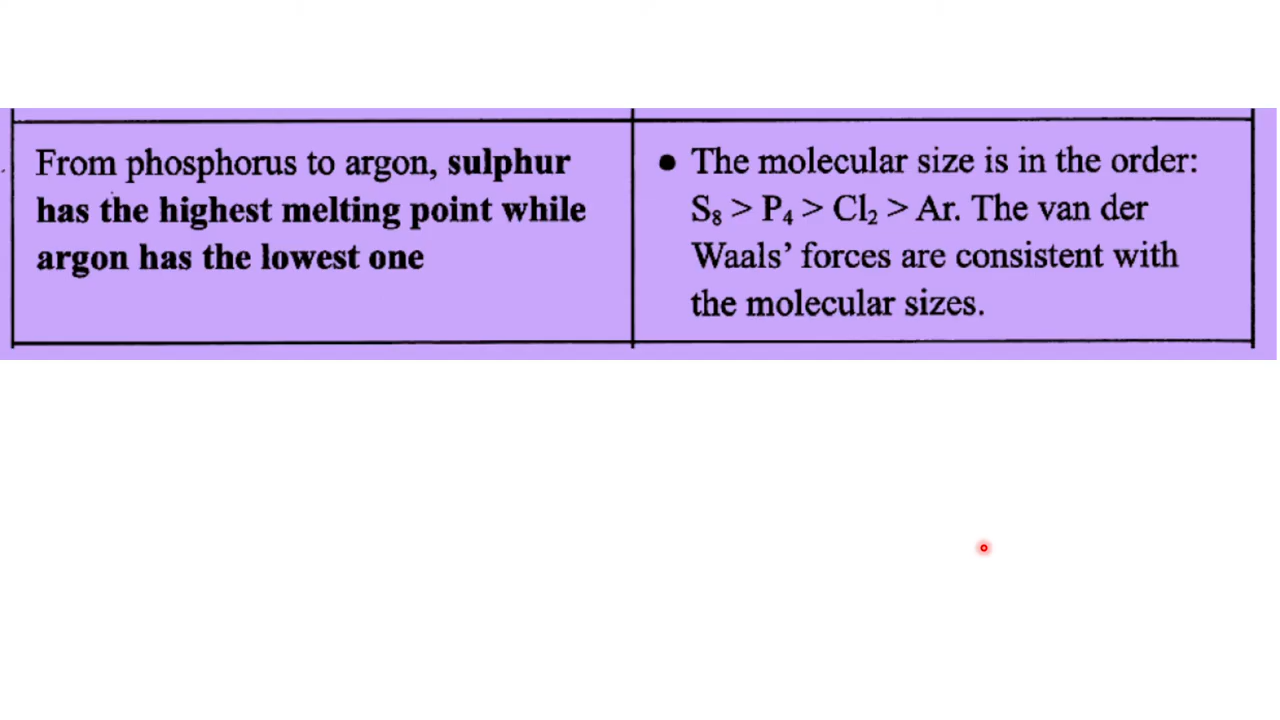 From phosphorus to argon, sulphur
has the highest melting point while
argon has the lowest one
● The molecular size is in the order:
S₈ > P₄ > Cl₂ > Ar. The van der
Waals’ forces are consistent with
the molecular sizes.